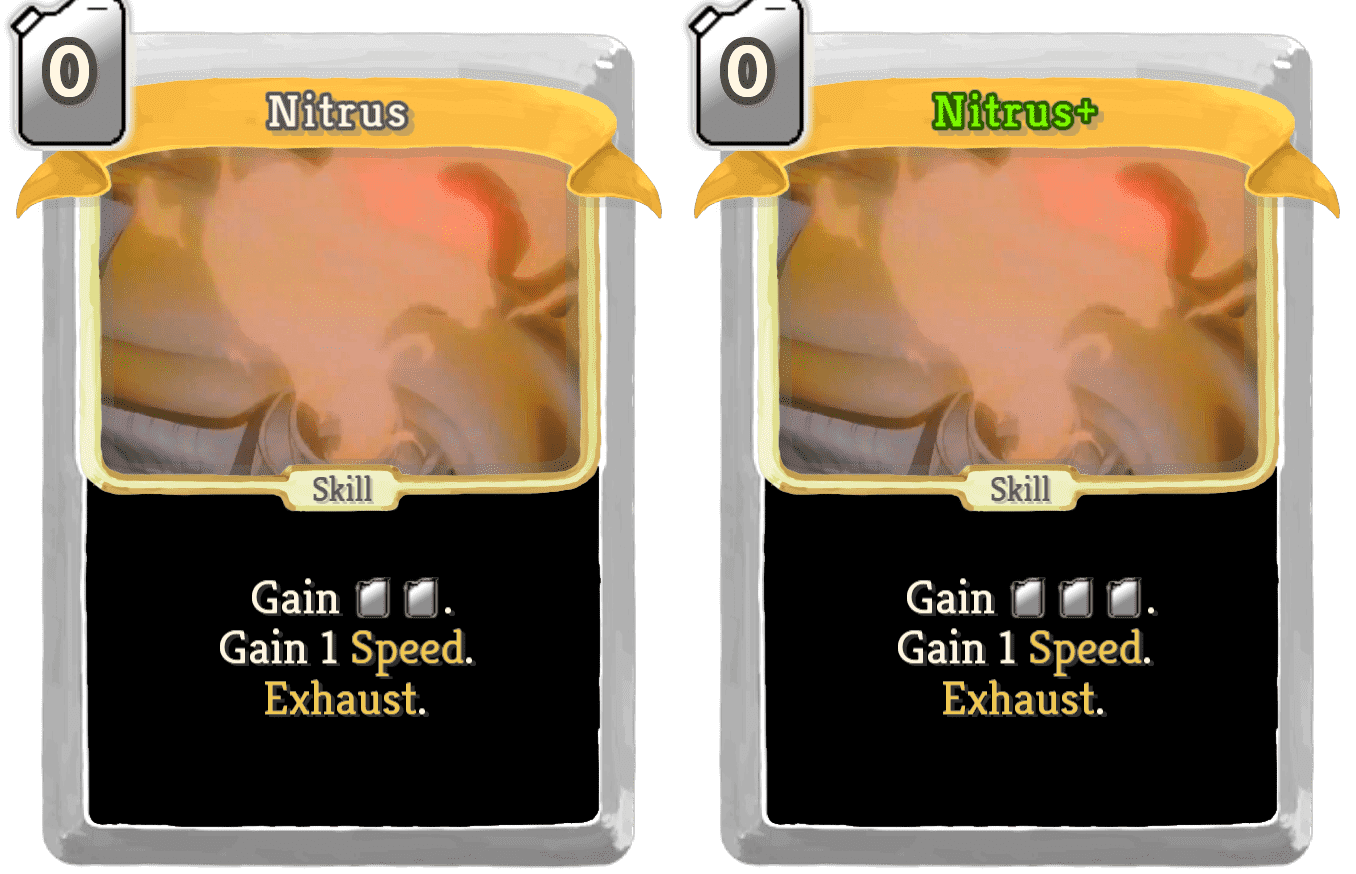 0
Nitrus
Skill
Gain .
Gain 1 Speed.
Exhaust.
0
Nitrus+
Skill
Gain .
Gain 1 Speed.
Exhaust.